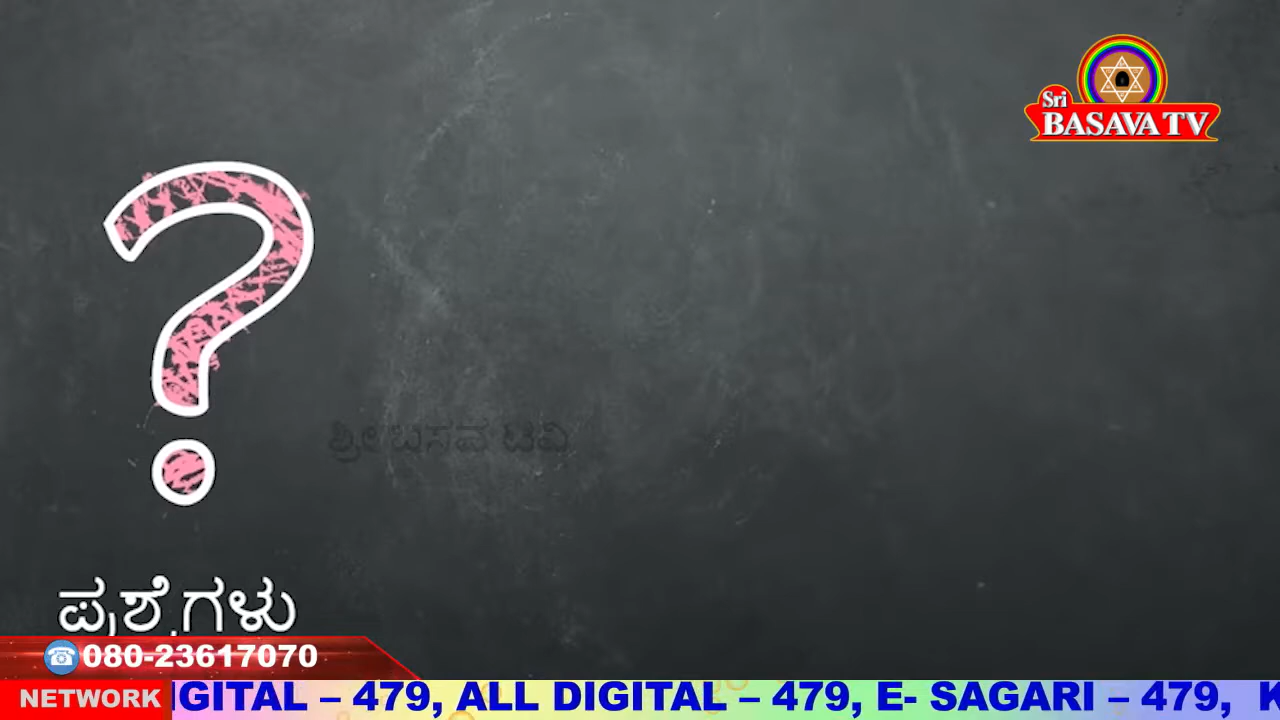 Sri
BASAVA TV
?
ಶ್ರೀ ಬಸವ ಟಿವಿ
ಪ್ರಶ್ನೆಗಳು
080-23617070
NETWORK IGITAL – 479, ALL DIGITAL – 479, E- SAGARI – 479, K